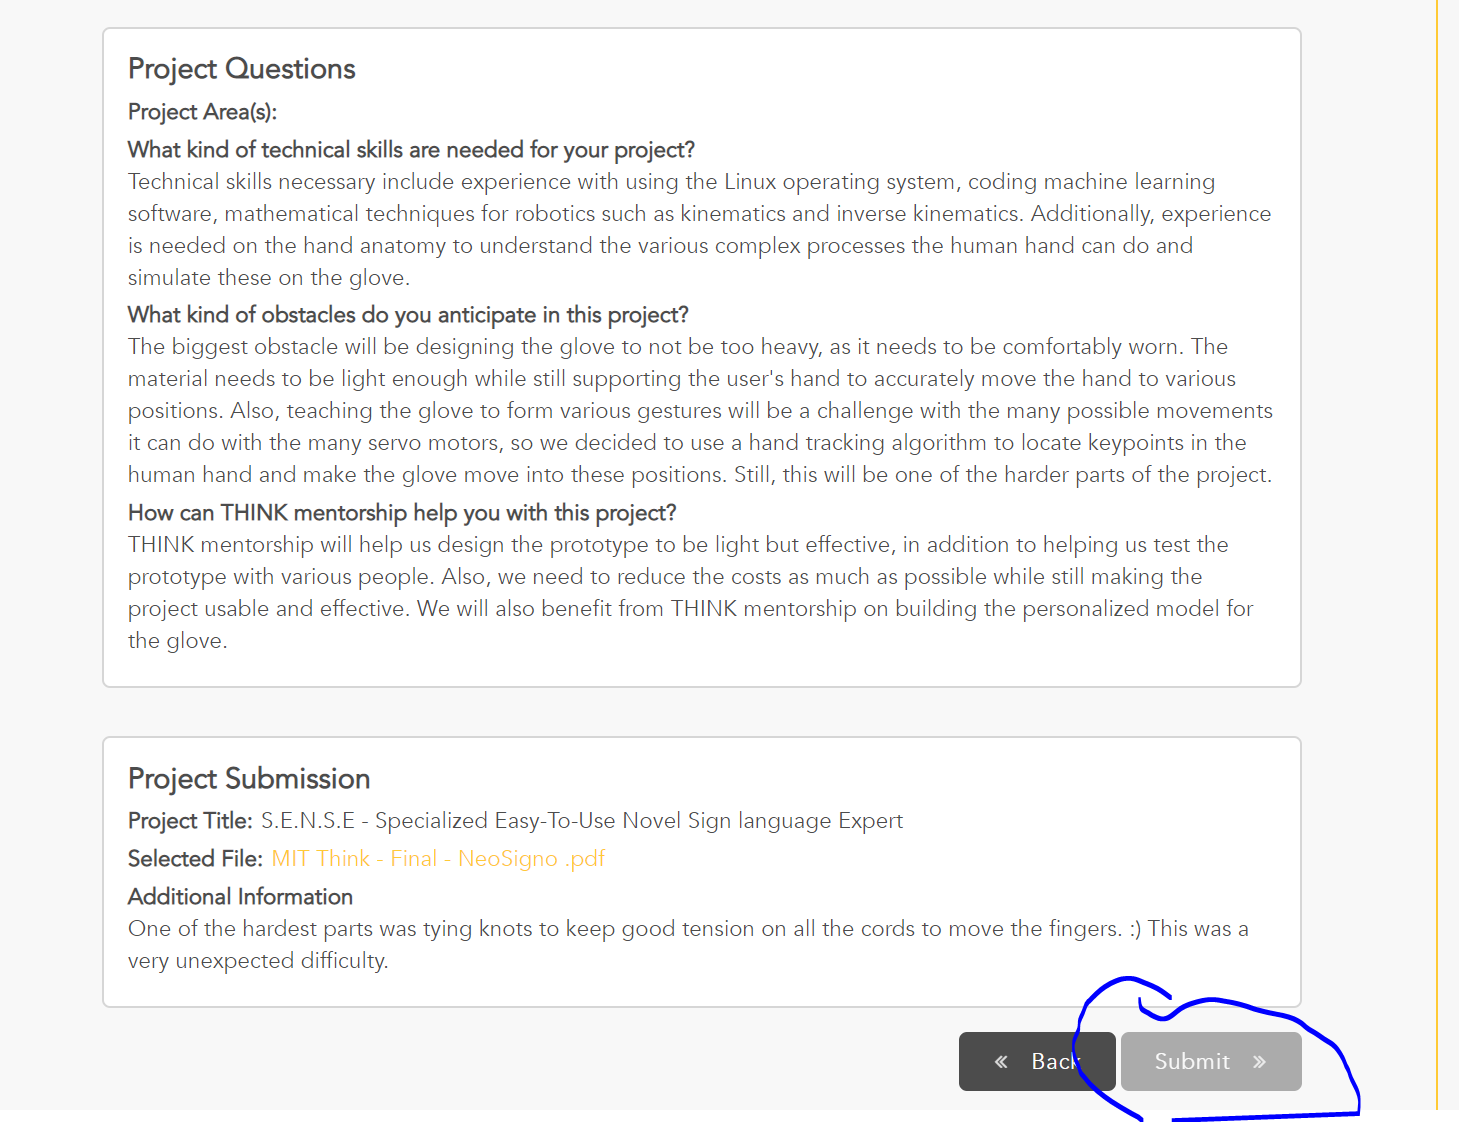 Project Questions
Project Area(s):
What kind of technical skills are needed for your project?
Technical skills necessary include experience with using the Linux operating system, coding machine learning
software, mathematical techniques for robotics such as kinematics and inverse kinematics. Additionally, experience
is needed on the hand anatomy to understand the various complex processes the human hand can do and
simulate these on the glove.
What kind of obstacles do you anticipate in this project?
The biggest obstacle will be designing the glove to not be too heavy, as it needs to be comfortably worn. The
material needs to be light enough while still supporting the user's hand to accurately move the hand to various
positions. Also, teaching the glove to form various gestures will be a challenge with the many possible movements
it can do with the many servo motors, so we decided to use a hand tracking algorithm to locate keypoints in the
human hand and make the glove move into these positions. Still, this will be one of the harder parts of the project.
How can THINK mentorship help you with this project?
THINK mentorship will help us design the prototype to be light but effective, in addition to helping us test the
prototype with various people. Also, we need to reduce the costs as much as possible while still making the
project usable and effective. We will also benefit from THINK mentorship on building the personalized model for
the glove.
Project Submission
Project Title: S.E.N.S.E - Specialized Easy-To-Use Novel Sign language Expert
Selected File: MIT Think - Final - NeoSigno .pdf
Additional Information
One of the hardest parts was tying knots to keep good tension on all the cords to move the fingers. :) This was a
very unexpected difficulty.
« Back Submit »